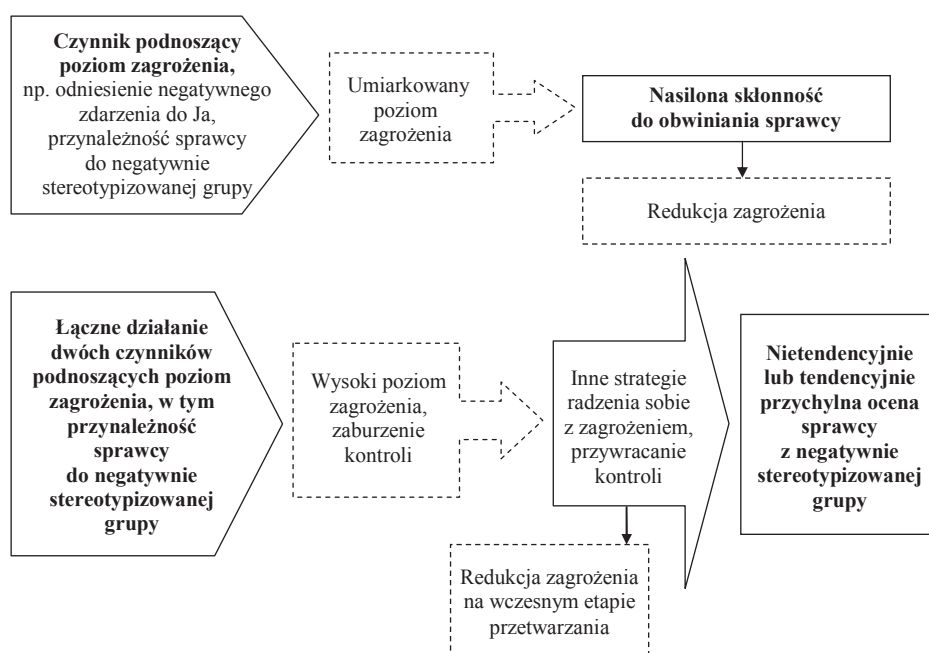 Czynnik podnoszący
poziom zagrożenia,
np. odniesienie negatywnego
zdarzenia do Ja,
przynależność sprawcy
do negatywnie
stereotypizowanej grupy
Umiarkowany
poziom
zagrożenia
Nasilona skłonność
do obwiniania sprawcy
Redukcja zagrożenia
Łączne działanie
dwóch czynników
podnoszących poziom
zagrożenia, w tym
przynależność
sprawcy
do negatywnie
stereotypizowanej
grupy
Wysoki poziom
zagrożenia,
zaburzenie
kontroli
Inne strategie
radzenia sobie
z zagrożeniem,
przywracanie
kontroli
Redukcja zagrożenia
na wczesnym etapie
przetwarzania
Nietendencyjnie
lub tendencyjnie
przychylna ocena
sprawcy
z negatywnie
stereotypizowanej
grupy